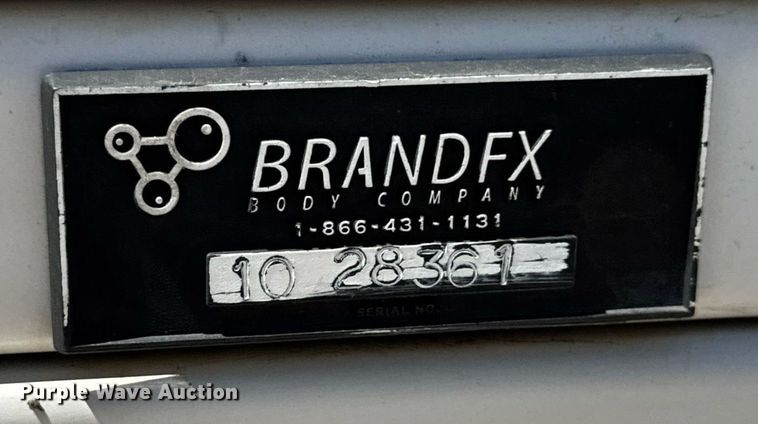 BRANDFX
BODY COMPANY
1-866-431-1131
10 28361
SERIAL NO.
Purple Wave Auction